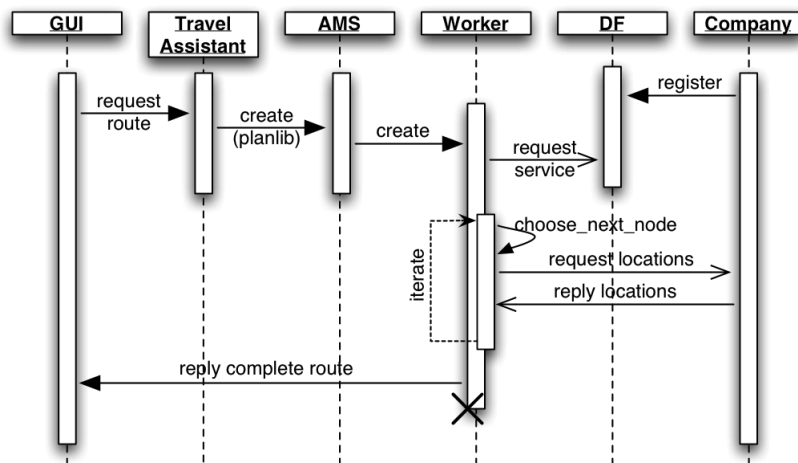 GUI
Travel
Assistant
AMS
Worker
DF
Company
register
request
route
create
(planlib)
create
request
service
choose_next_node
request locations
reply locations
iterate
reply complete route